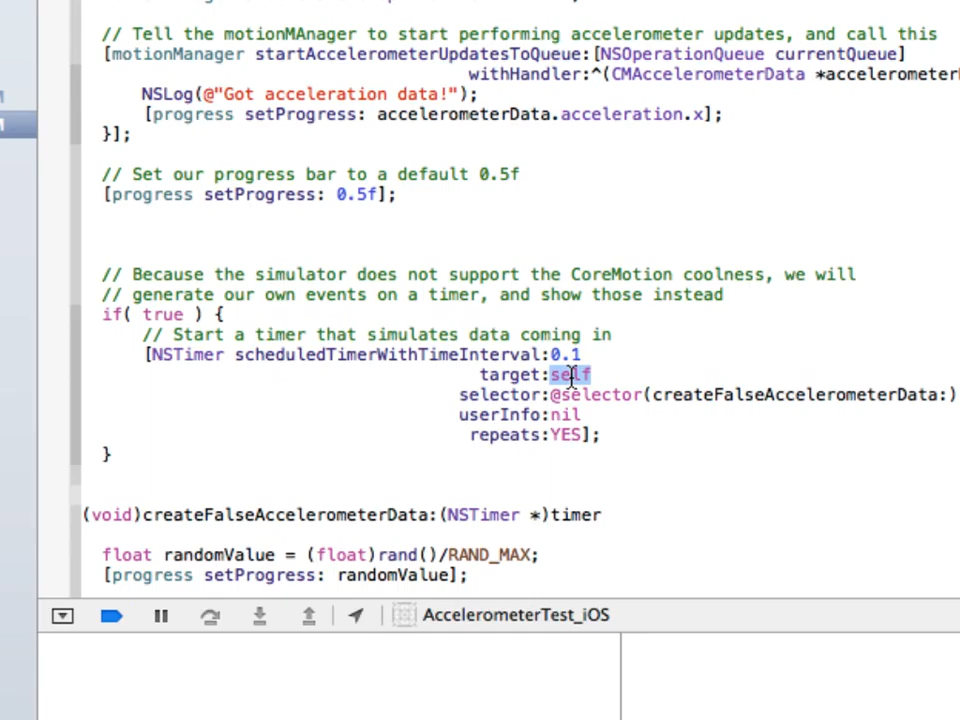 // Tell the motionMAnager to start performing accelerometer updates, and call this
[motionManager startAccelerometerUpdatesToQueue:[NSOperationQueue currentQueue]
withHandler:^(CMAccelerometerData *accelerometer
NSLog(@"Got acceleration data!");
[progress setProgress: accelerometerData.acceleration.x];
}];
// Set our progress bar to a default 0.5f
[progress setProgress: 0.5f];
// Because the simulator does not support the CoreMotion coolness, we will
// generate our own events on a timer, and show those instead
if( true ) {
// Start a timer that simulates data coming in
[NSTimer scheduledTimerWithTimeInterval:0.1
target:self
selector:@selector(createFalseAccelerometerData:)
userInfo:nil
repeats:YES];
}
(void)createFalseAccelerometerData:(NSTimer *)timer
float randomValue = (float)rand()/RAND_MAX;
[progress setProgress: randomValue];
AccelerometerTest_iOS